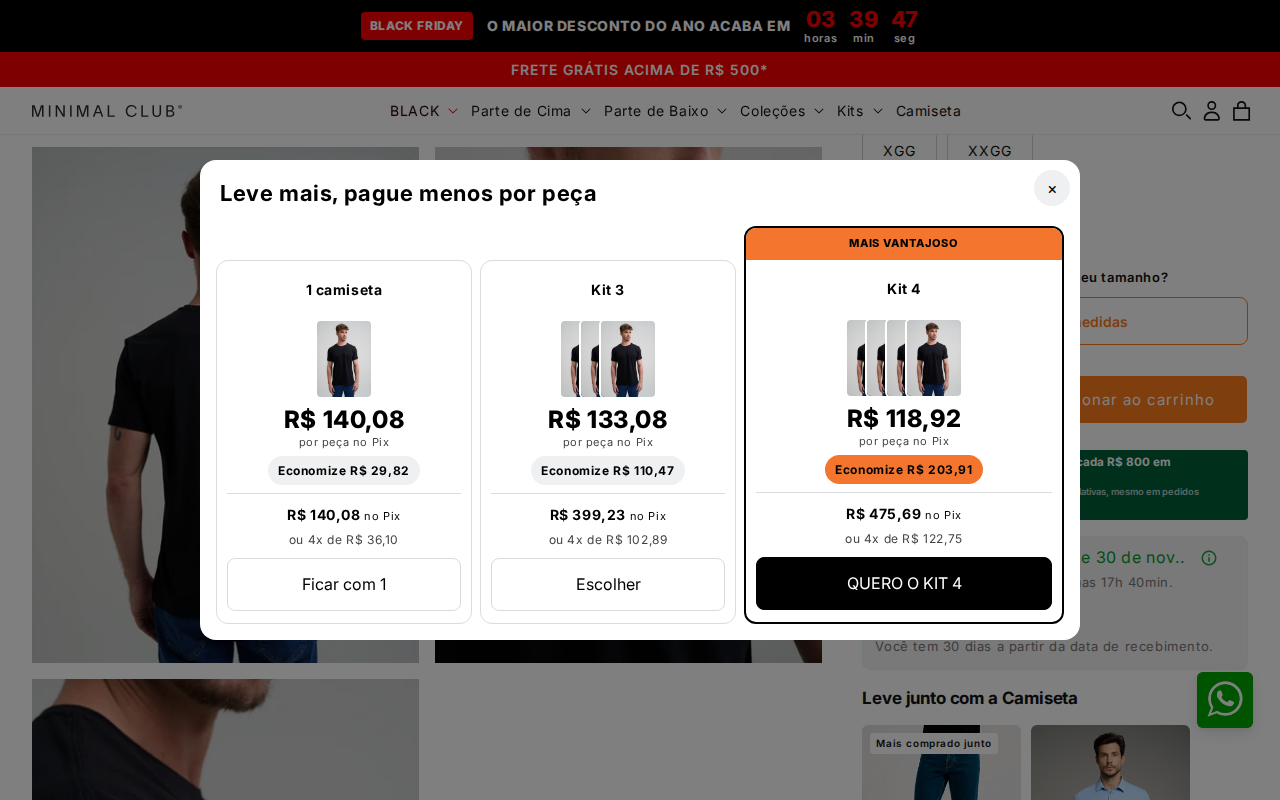 BLACK FRIDAY
O MAIOR DESCONTO DO ANO ACABA EM
03 39 47
horas min seg
FRETE GRÁTIS ACIMA DE R$ 500*
MINIMAL CLUB®
BLACK Parte de Cima Parte de Baixo Coleções Kits Camiseta
XGG XXGG
Leve mais, pague menos por peça
×
1 camiseta
R$ 140,08
por peça no Pix
Economize R$ 29,82
R$ 140,08 no Pix
ou 4x de R$ 36,10
Ficar com 1
Kit 3
R$ 133,08
por peça no Pix
Economize R$ 110,47
R$ 399,23 no Pix
ou 4x de R$ 102,89
Escolher
MAIS VANTAJOSO
Kit 4
R$ 118,92
por peça no Pix
Economize R$ 203,91
R$ 475,69 no Pix
ou 4x de R$ 122,75
QUERO O KIT 4
eu tamanho?
edidas
onar ao carrinho
cada R$ 800 em
lativas, mesmo em pedidos
e 30 de nov..
as 17h 40min.
Você tem 30 dias a partir da data de recebimento.
Leve junto com a Camiseta
Mais comprado junto